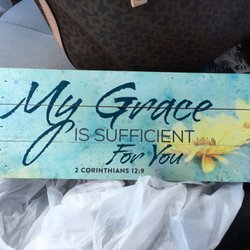 My Grace
IS SUFFICIENT
For You
2 CORINTHIANS 12:9